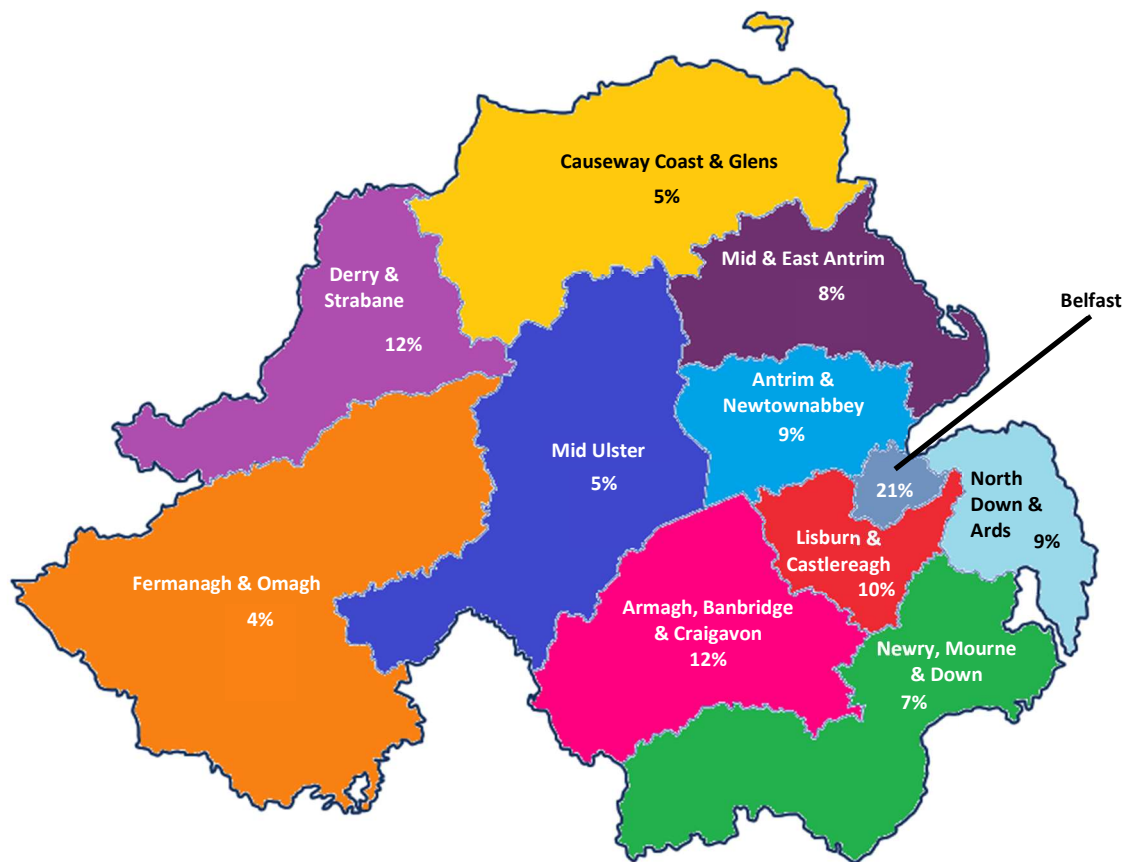 Causeway Coast & Glens
5%
Derry &
Strabane
12%
Mid & East Antrim
8%
Belfast
Antrim &
Newtownabbey
9%
Mid Ulster
5%
21%
North
Down &
Ards
9%
Lisburn &
Castlereagh
10%
Fermanagh & Omagh
4%
Armagh, Banbridge
& Craigavon
12%
Newry, Mourne
& Down
7%